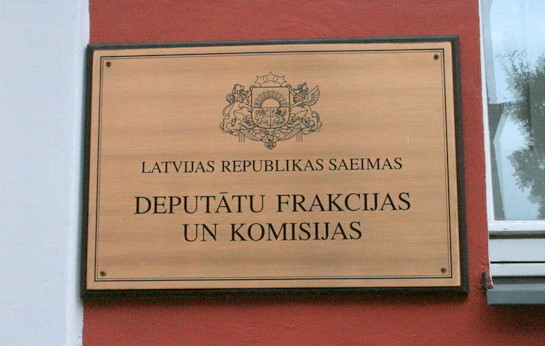 LATVIJAS REPUBLIKAS SAEIMAS
DEPUTĀTU FRAKCIJAS
UN KOMISIJAS